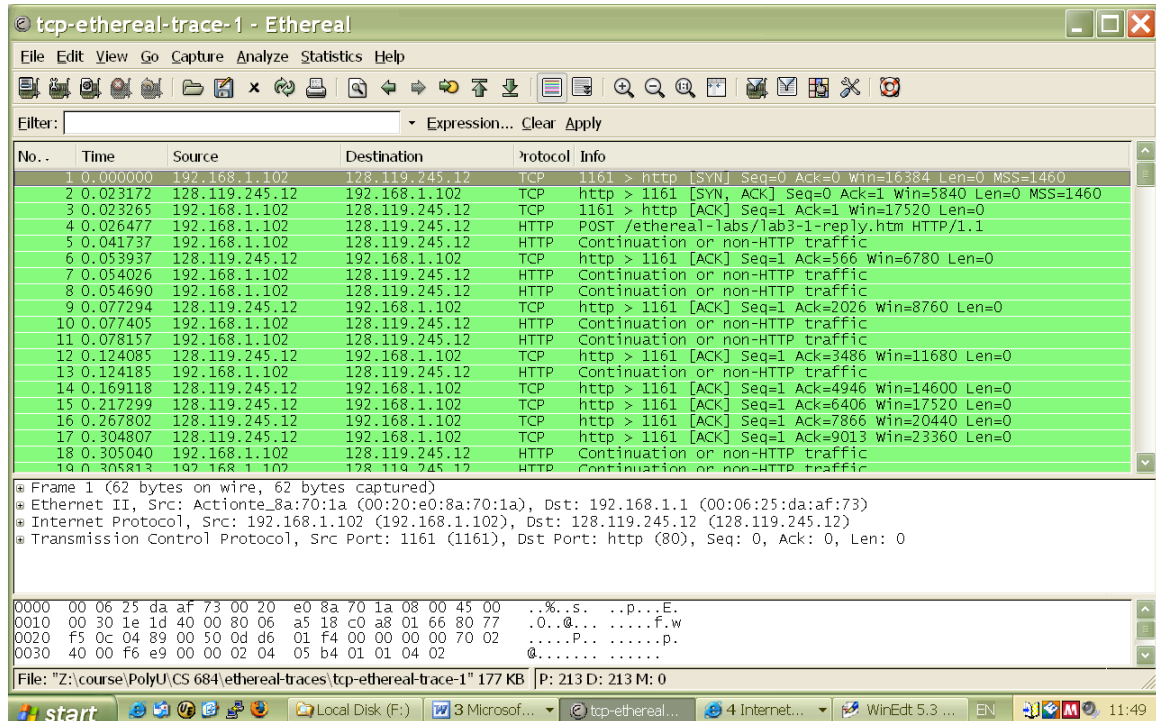 tcp-ethereal-trace-1 - Ethereal
File Edit View Go Capture Analyze Statistics Help
Filter: Expression... Clear Apply
No. . Time Source Destination Protocol Info
1 0.000000 192.168.1.102 128.119.245.12 TCP 1161 > http [SYN] Seq=0 Ack=0 Win=16384 Len=0 MSS=1460
2 0.023172 128.119.245.12 192.168.1.102 TCP http > 1161 [SYN, ACK] Seq=0 Ack=1 Win=5840 Len=0 MSS=1460
3 0.023265 192.168.1.102 128.119.245.12 TCP 1161 > http [ACK] Seq=1 Ack=1 Win=17520 Len=0
4 0.026477 192.168.1.102 128.119.245.12 HTTP POST /ethereal-labs/lab3-1-reply.htm HTTP/1.1
5 0.041737 192.168.1.102 128.119.245.12 HTTP Continuation or non-HTTP traffic
6 0.053937 128.119.245.12 192.168.1.102 TCP http > 1161 [ACK] Seq=1 Ack=566 Win=6780 Len=0
7 0.054026 192.168.1.102 128.119.245.12 HTTP Continuation or non-HTTP traffic
8 0.054690 192.168.1.102 128.119.245.12 HTTP Continuation or non-HTTP traffic
9 0.077294 128.119.245.12 192.168.1.102 TCP http > 1161 [ACK] Seq=1 Ack=2026 Win=8760 Len=0
10 0.077405 192.168.1.102 128.119.245.12 HTTP Continuation or non-HTTP traffic
11 0.078157 192.168.1.102 128.119.245.12 HTTP Continuation or non-HTTP traffic
12 0.124085 128.119.245.12 192.168.1.102 TCP http > 1161 [ACK] Seq=1 Ack=3486 Win=11680 Len=0
13 0.124185 192.168.1.102 128.119.245.12 HTTP Continuation or non-HTTP traffic
14 0.169118 128.119.245.12 192.168.1.102 TCP http > 1161 [ACK] Seq=1 Ack=4946 Win=14600 Len=0
15 0.217299 128.119.245.12 192.168.1.102 TCP http > 1161 [ACK] Seq=1 Ack=6406 Win=17520 Len=0
16 0.267802 128.119.245.12 192.168.1.102 TCP http > 1161 [ACK] Seq=1 Ack=7866 Win=20440 Len=0
17 0.304807 128.119.245.12 192.168.1.102 TCP http > 1161 [ACK] Seq=1 Ack=9013 Win=23360 Len=0
18 0.305040 192.168.1.102 128.119.245.12 HTTP Continuation or non-HTTP traffic
19 0.305813 192.168.1.102 128.119.245.12 HTTP Continuation or non-HTTP traffic
Frame 1 (62 bytes on wire, 62 bytes captured)
Ethernet II, Src: Actionte_8a:70:1a (00:20:e0:8a:70:1a), Dst: 192.168.1.1 (00:06:25:da:af:73)
Internet Protocol, Src: 192.168.1.102 (192.168.1.102), Dst: 128.119.245.12 (128.119.245.12)
Transmission Control Protocol, Src Port: 1161 (1161), Dst Port: http (80), Seq: 0, Ack: 0, Len: 0
0000 00 06 25 da af 73 00 20 e0 8a 70 1a 08 00 45 00 ..%..s. ..p...E.
0010 00 30 1e 1d 40 00 80 06 a5 18 c0 a8 01 66 80 77 .0..@... .....f.w
0020 f5 0c 04 89 00 50 0d d6 01 f4 00 00 00 00 70 02 .....P.. ......p.
0030 40 00 f6 e9 00 00 02 04 05 b4 01 01 04 02 @....... ......
File: "Z:\course\PolyU\CS 684\ethereal-traces\tcp-ethereal-trace-1" 177 KB P: 213 D: 213 M: 0
start Local Disk (F:) 3 Microsof... tcp-ethereal... 4 Internet... WinEdt 5.3 ... EN 11:49